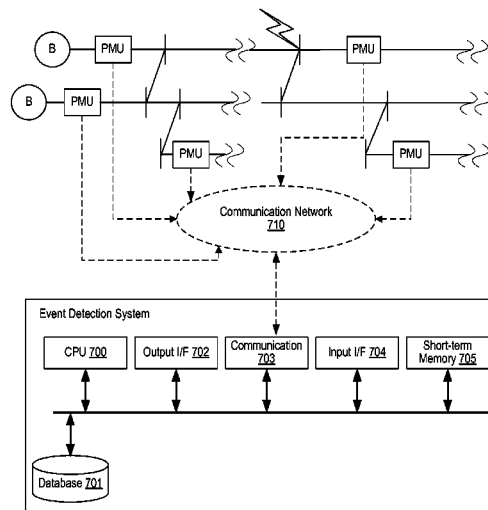 B
PMU
PMU
B
PMU
PMU
PMU
Communication Network
710
Event Detection System
CPU 700
Output I/F 702
Communication
703
Input I/F 704
Short-term
Memory 705
Database 701